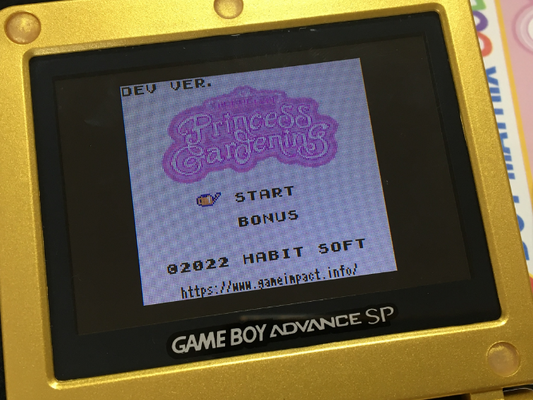 DEV VER.
Princess
Gardening
START
BONUS
©2022 HABIT SOFT
https://www.gameimpact.info/
GAME BOY ADVANCE SP